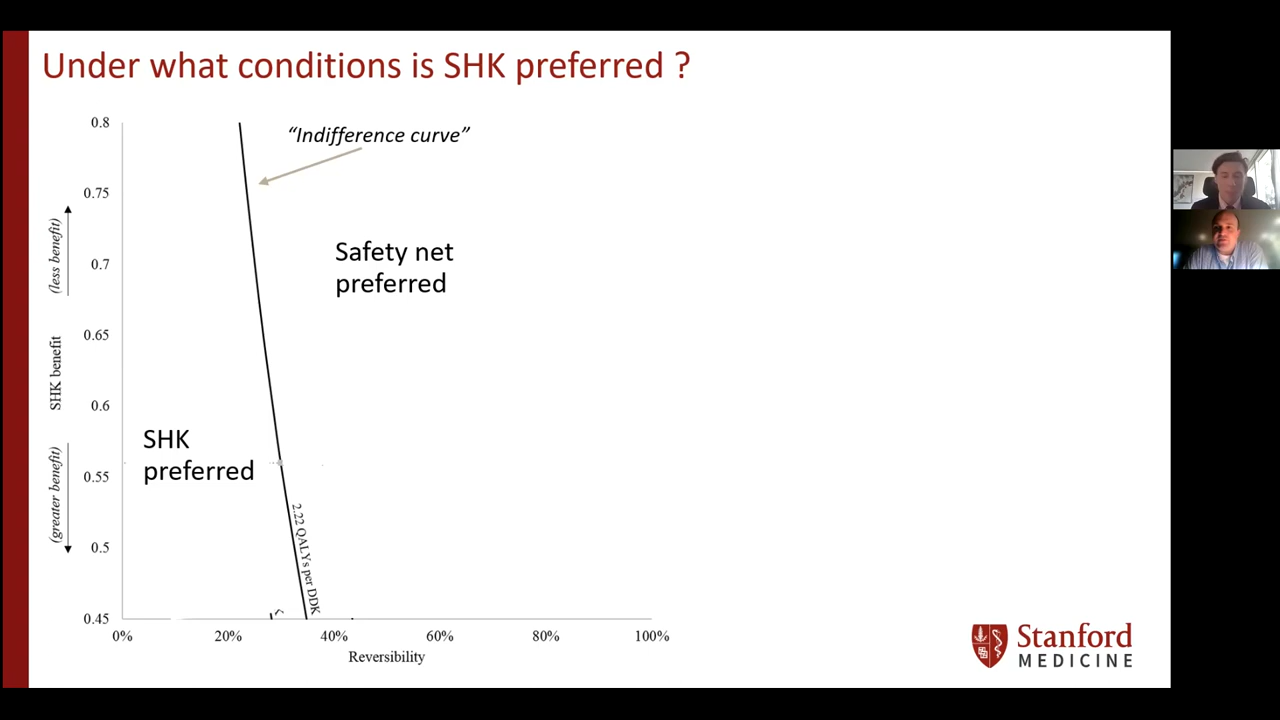 Under what conditions is SHK preferred ?
0.8
"Indifference curve"
0.75
(less benefit)
Safety net
preferred
0.7
0.65
SHK benefit
0.6
SHK
preferred
(greater benefit)
0.55
2.22 QALYs per DDK
0.5
0.45
0%
20%
40%
60%
80%
100%
Reversibility
Stanford
MEDICINE